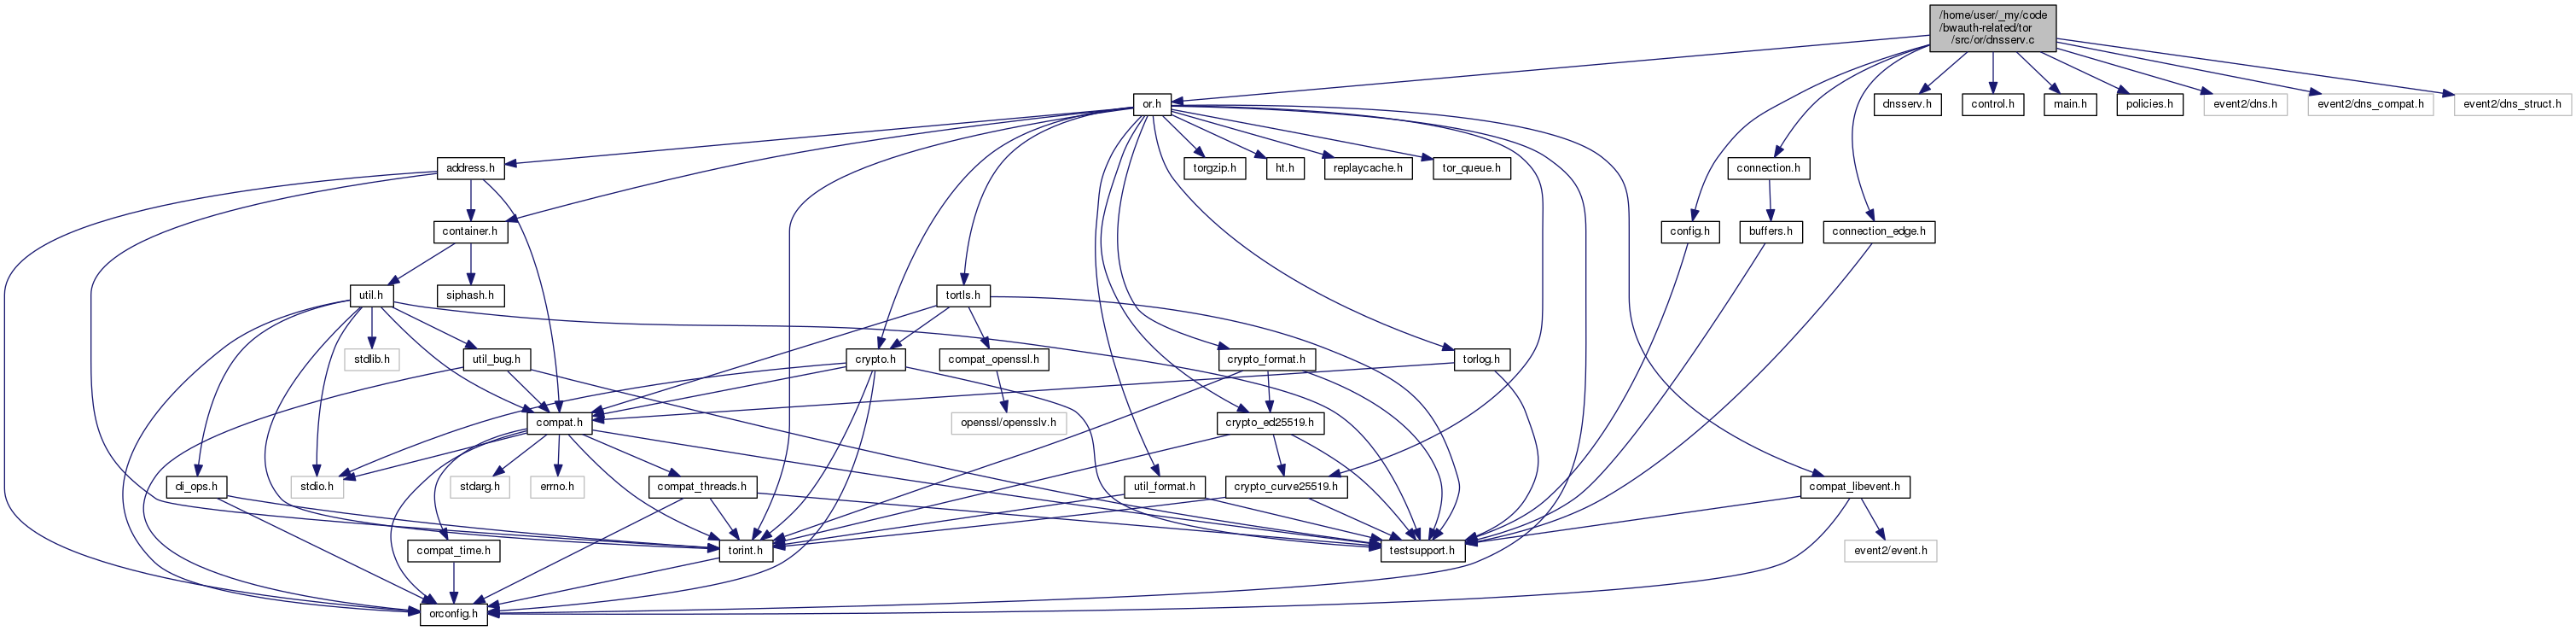 /home/user/_my/code
/bwauth-related/tor
/src/or/dnsserv.c
or.h
dnsserv.h
control.h
main.h
policies.h
event2/dns.h
event2/dns_compat.h
event2/dns_struct.h
address.h
torgzip.h
ht.h
replaycache.h
tor_queue.h
connection.h
container.h
config.h
buffers.h
connection_edge.h
util.h
siphash.h
tortls.h
stdlib.h
util_bug.h
crypto.h
compat_openssl.h
crypto_format.h
torlog.h
compat.h
openssl/opensslv.h
crypto_ed25519.h
di_ops.h
stdio.h
stdarg.h
errno.h
compat_threads.h
util_format.h
crypto_curve25519.h
compat_libevent.h
compat_time.h
torint.h
testsupport.h
event2/event.h
orconfig.h